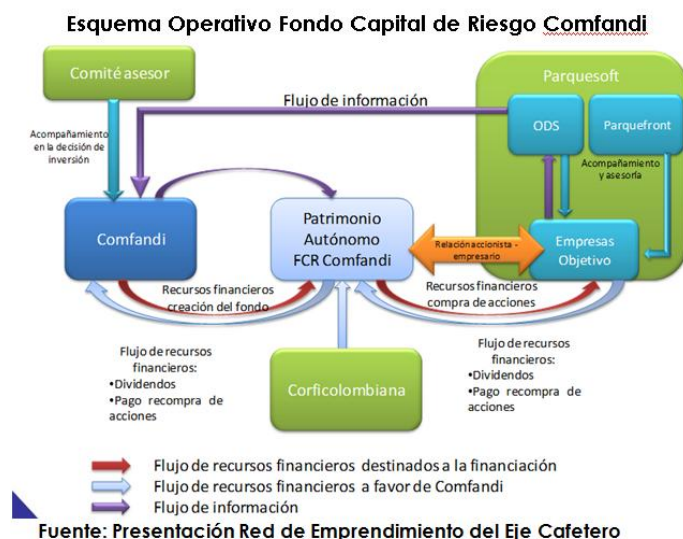 Esquema Operativo Fondo Capital de Riesgo Comfandi
Comité asesor
Parquesoft
Flujo de información
ODS
Parquefront
Acompañamiento
en la decisión de
inversión
Acompañamiento
y asesoría
Comfandi
Patrimonio
Autónomo
FCR Comfandi
Relación accionista -
empresario
Empresas
Objetivo
Recursos financieros
creación del fondo
Recursos financieros
compra de acciones
Flujo de recursos
financieros:
•Dividendos
•Pago recompra de
acciones
Corficolombiana
Flujo de recursos
financieros:
•Dividendos
•Pago recompra de
acciones
Flujo de recursos financieros destinados a la financiación
Flujo de recursos financieros a favor de Comfandi
Flujo de información
Fuente: Presentación Red de Emprendimiento del Eje Cafetero